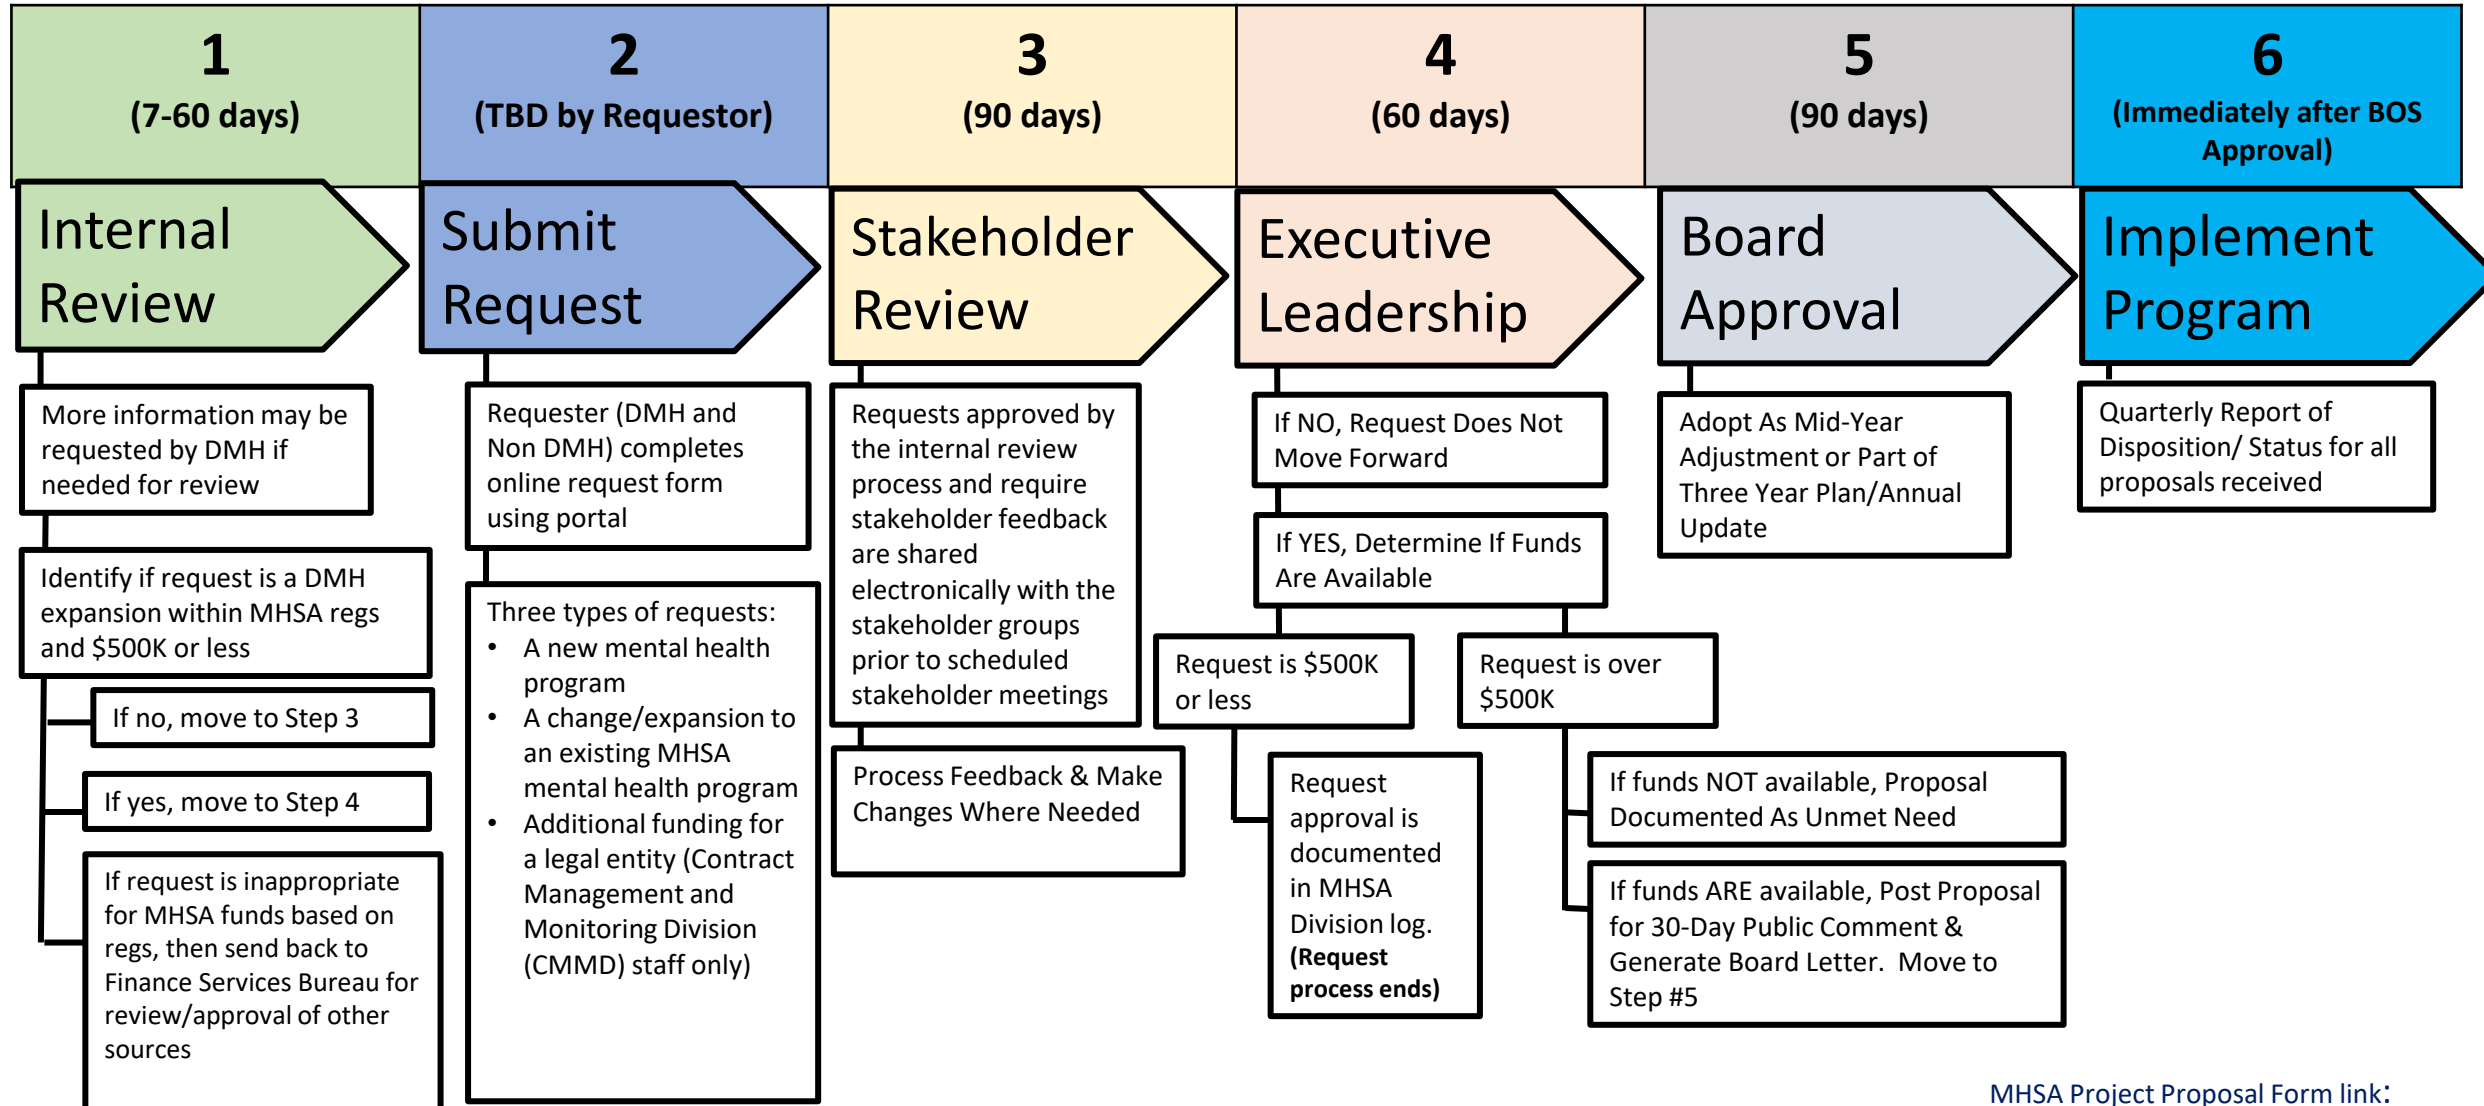 1
(7-60 days)
2
(TBD by Requestor)
3
(90 days)
4
(60 days)
5
(90 days)
6
(Immediately after BOS
Approval)
Internal
Review
Submit
Request
Stakeholder
Review
Executive
Leadership
Board
Approval
Implement
Program
More information may be
requested by DMH if
needed for review
Identify if request is a DMH
expansion within MHSA regs
and $500K or less
If no, move to Step 3
If yes, move to Step 4
If request is inappropriate
for MHSA funds based on
regs, then send back to
Finance Services Bureau for
review/approval of other
sources
Requester (DMH and
Non DMH) completes
online request form
using portal
Three types of requests:
• A new mental health
program
• A change/expansion to
an existing MHSA
mental health program
• Additional funding for
a legal entity (Contract
Management and
Monitoring Division
(CMMD) staff only)
Requests approved by
the internal review
process and require
stakeholder feedback
are shared
electronically with the
stakeholder groups
prior to scheduled
stakeholder meetings
Process Feedback & Make
Changes Where Needed
If NO, Request Does Not
Move Forward
If YES, Determine If Funds
Are Available
Request is $500K
or less
Request
approval is
documented
in MHSA
Division log.
(Request
process ends)
Request is over
$500K
If funds NOT available, Proposal
Documented As Unmet Need
If funds ARE available, Post Proposal
for 30-Day Public Comment &
Generate Board Letter.  Move to
Step #5
Adopt As Mid-Year
Adjustment or Part of
Three Year Plan/Annual
Update
Quarterly Report of
Disposition/ Status for all
proposals received
MHSA Project Proposal Form link: